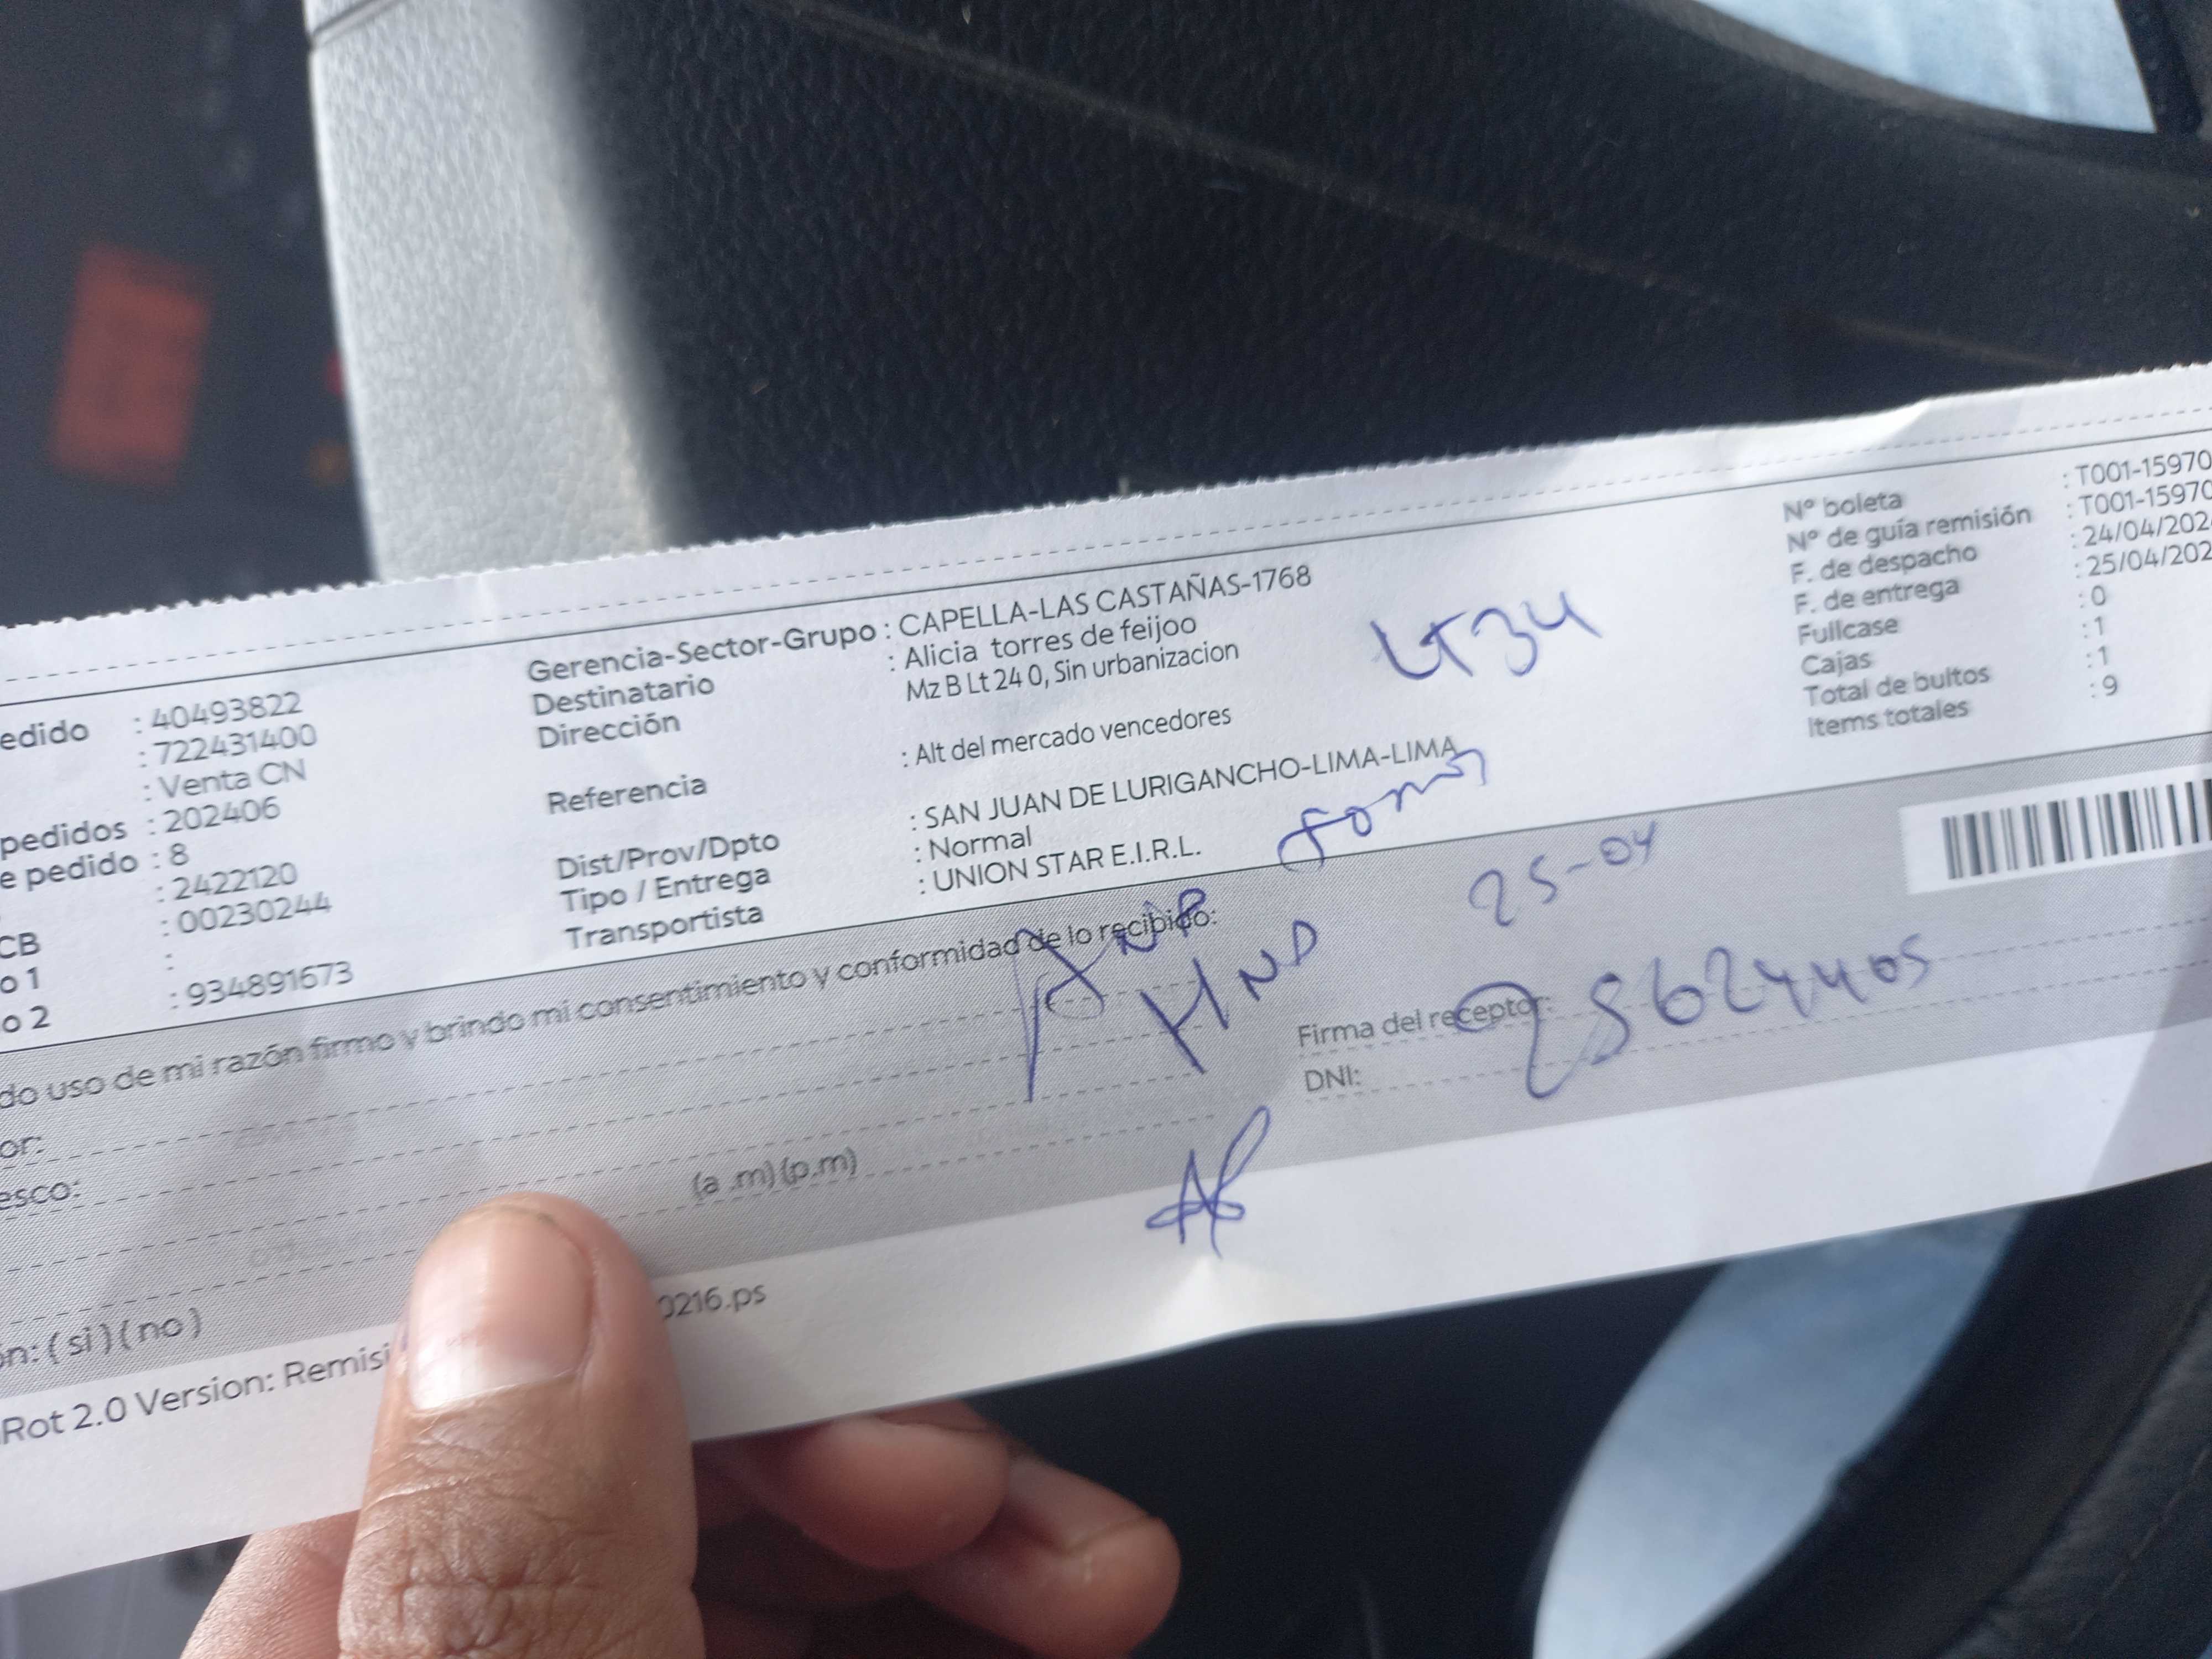 edido : 40493822
: 722431400
: Venta CN
pedidos : 202406
e pedido : 8
: 2422120
CB : 00230244
o 1 :
o 2 : 934891673
Gerencia-Sector-Grupo : CAPELLA-LAS CASTAÑAS-1768
Destinatario : Alicia torres de feijoo
Dirección Mz B Lt 24 0, Sin urbanizacion
Referencia : Alt del mercado vencedores
Dist/Prov/Dpto : SAN JUAN DE LURIGANCHO-LIMA-LIMA
Tipo / Entrega : Normal
Transportista : UNION STAR E.I.R.L.
Nº boleta : T001-15970
Nº de guía remisión : T001-15970
F. de despacho : 24/04/202
F. de entrega : 25/04/202
Fullcase : 0
Cajas : 1
Total de bultos : 1
Items totales : 9
LT 34
25-04
do uso de mi razón firmo y brindo mi consentimiento y conformidad de lo recibido:
or:
esco:
(a .m) (p.m)
Firma del receptor:
DNI:
ón: ( si ) ( no )
Rot 2.0 Version: Remisi 0216.ps